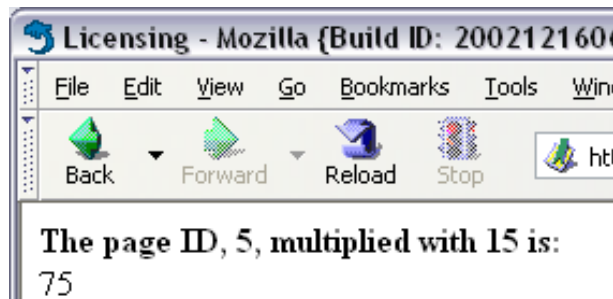 Licensing - Mozilla {Build ID: 200212160
File Edit View Go Bookmarks Tools
Back Forward Reload Stop
The page ID, 5, multiplied with 15 is:
75